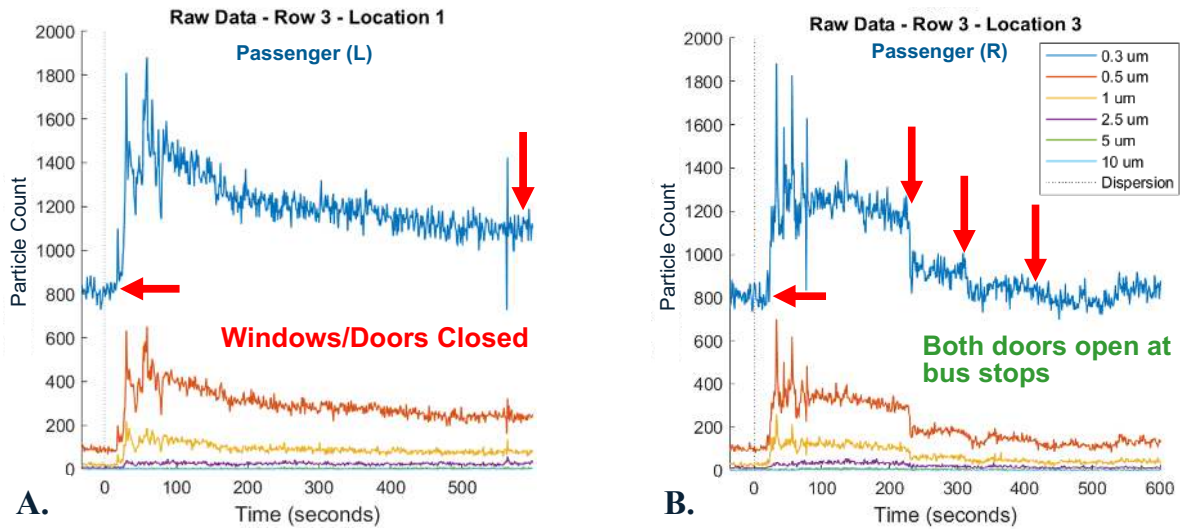 Raw Data - Row 3 - Location 1
Passenger (L)
Particle Count
2000
1800
1600
1400
1200
1000
800
600
400
200
0
Windows/Doors Closed
0 100 200 300 400 500
Time (seconds)
A.
Raw Data - Row 3 - Location 3
Passenger (R)
Particle Count
2000
1800
1600
1400
1200
1000
800
600
400
200
0
0.3 um
0.5 um
1 um
2.5 um
5 um
10 um
Dispersion
Both doors open at
bus stops
0 100 200 300 400 500 600
Time (seconds)
B.